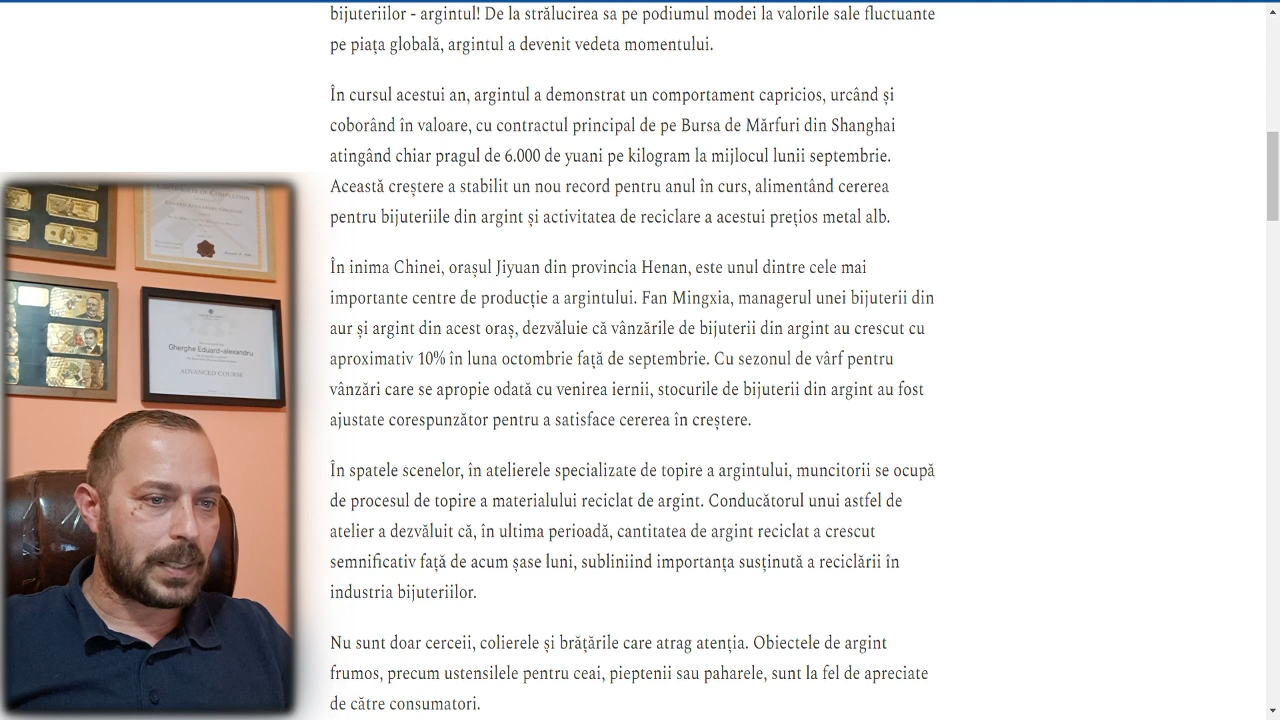 bijuteriilor - argintul! De la strălucirea sa pe podiumul modei la valorile sale fluctuante
pe piața globală, argintul a devenit vedeta momentului.
În cursul acestui an, argintul a demonstrat un comportament capricios, urcând și
coborând în valoare, cu contractul principal de pe Bursa de Mărfuri din Shanghai
atingând chiar pragul de 6.000 de yuani pe kilogram la mijlocul lunii septembrie.
Această creștere a stabilit un nou record pentru anul în curs, alimentând cererea
pentru bijuteriile din argint și activitatea de reciclare a acestui prețios metal alb.
În inima Chinei, orașul Jiyuan din provincia Henan, este unul dintre cele mai
importante centre de producție a argintului. Fan Mingxia, managerul unei bijuterii din
aur și argint din acest oraș, dezvăluie că vânzările de bijuterii din argint au crescut cu
aproximativ 10% în luna octombrie față de septembrie. Cu sezonul de vârf pentru
vânzări care se apropie odată cu venirea iernii, stocurile de bijuterii din argint au fost
ajustate corespunzător pentru a satisface cererea în creștere.
În spatele scenelor, în atelierele specializate de topire a argintului, muncitorii se ocupă
de procesul de topire a materialului reciclat de argint. Conducătorul unui astfel de
atelier a dezvăluit că, în ultima perioadă, cantitatea de argint reciclat a crescut
semnificativ față de acum șase luni, subliniind importanța susținută a reciclării în
industria bijuteriilor.
Nu sunt doar cerceii, colierele și brățările care atrag atenția. Obiectele de argint
frumos, precum ustensilele pentru ceai, pieptenii sau paharele, sunt la fel de apreciate
de către consumatori.
Gherghe Eduard-alexandru
ADVANCED COURSE